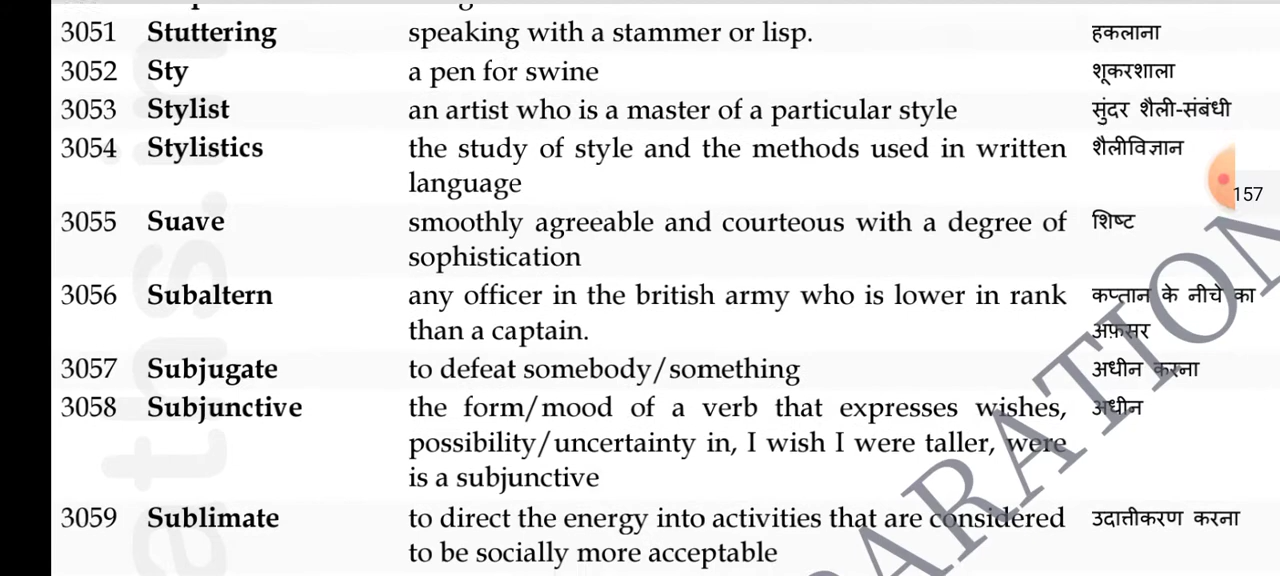 3051 Stuttering speaking with a stammer or lisp. हकलाना
3052 Sty a pen for swine शूकरशाला
3053 Stylist an artist who is a master of a particular style सुंदर शैली-संबंधी
3054 Stylistics the study of style and the methods used in written शैलीविज्ञान
language
157
3055 Suave smoothly agreeable and courteous with a degree of शिष्ट
sophistication
3056 Subaltern any officer in the british army who is lower in rank कप्तान के नीचे का
than a captain. अफ़सर
3057 Subjugate to defeat somebody/something अधीन करना
3058 Subjunctive the form/mood of a verb that expresses wishes, अधीन
possibility/uncertainty in, I wish I were taller, were
is a subjunctive
3059 Sublimate to direct the energy into activities that are considered उदात्तीकरण करना
to be socially more acceptable
ARATION
aths.in